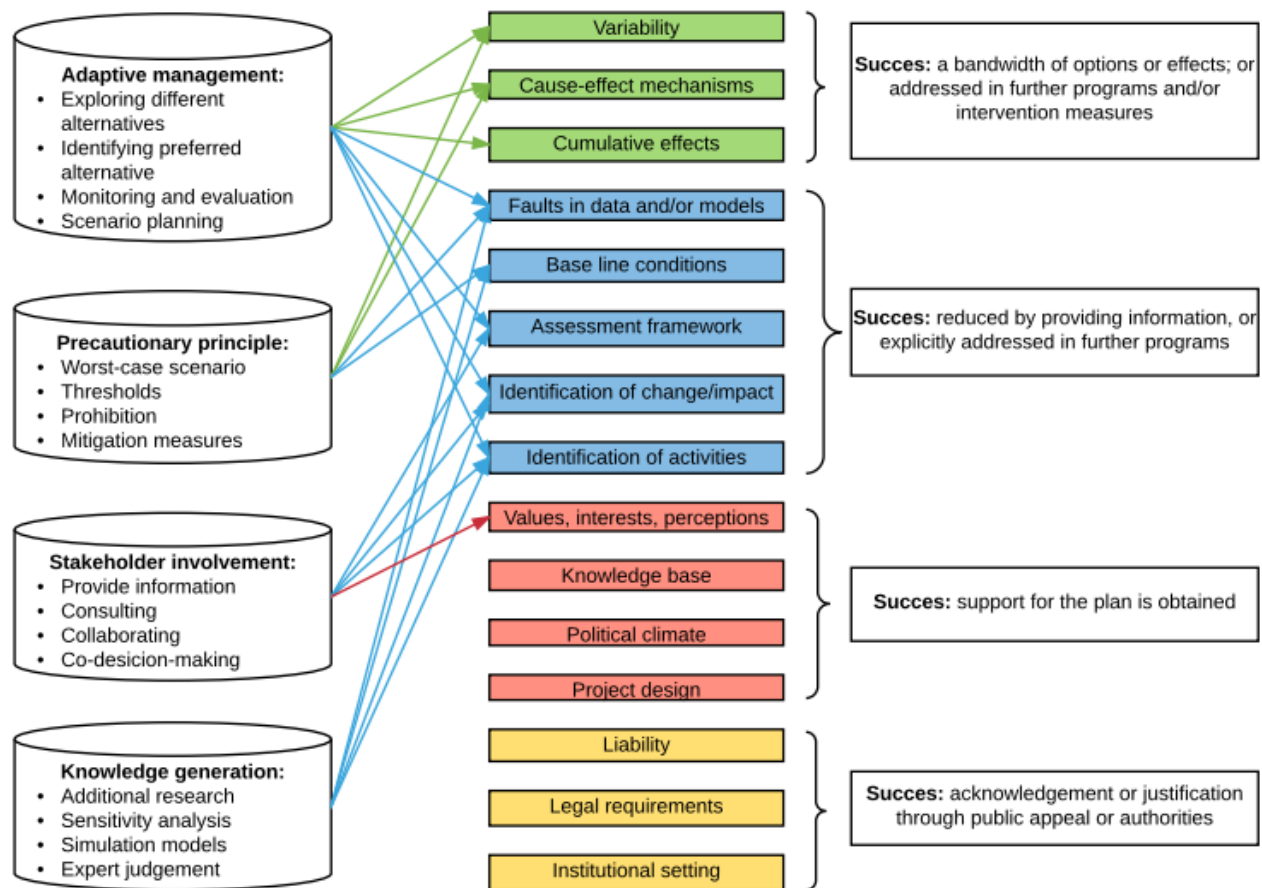 Adaptive management:
• Exploring different
alternatives
• Identifying preferred
alternative
• Monitoring and evaluation
• Scenario planning
Precautionary principle:
• Worst-case scenario
• Thresholds
• Prohibition
• Mitigation measures
Stakeholder involvement:
• Provide information
• Consulting
• Collaborating
• Co-desicion-making
Knowledge generation:
• Additional research
• Sensitivity analysis
• Simulation models
• Expert judgement
Variability
Cause-effect mechanisms
Cumulative effects
Faults in data and/or models
Base line conditions
Assessment framework
Identification of change/impact
Identification of activities
Values, interests, perceptions
Knowledge base
Political climate
Project design
Liability
Legal requirements
Institutional setting
Succes: a bandwidth of options or effects; or
addressed in further programs and/or
intervention measures
Succes: reduced by providing information, or
explicitly addressed in further programs
Succes: support for the plan is obtained
Succes: acknowledgement or justification
through public appeal or authorities